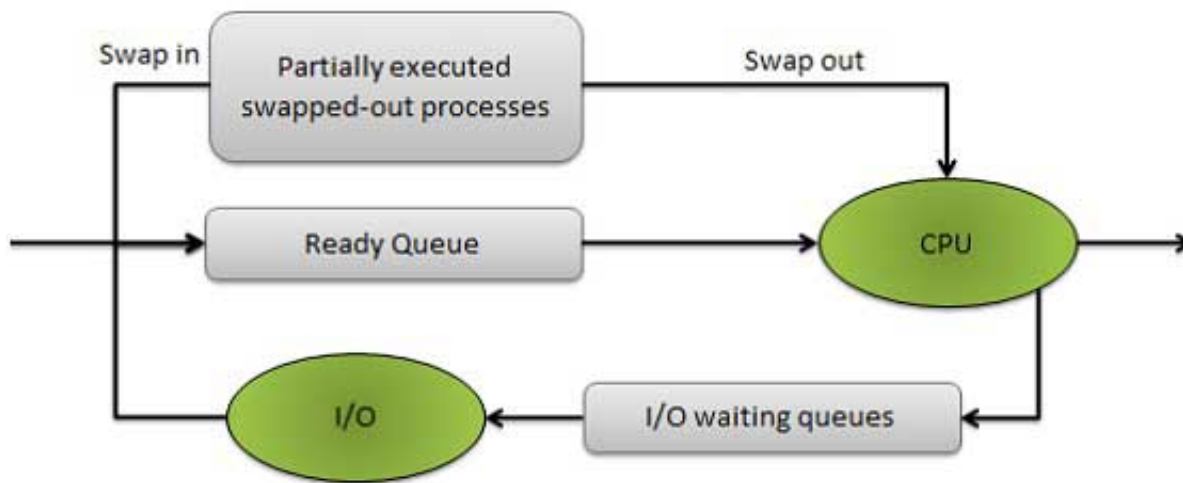 Swap in
Partially executed
swapped-out processes
Swap out
Ready Queue
CPU
I/O
I/O waiting queues